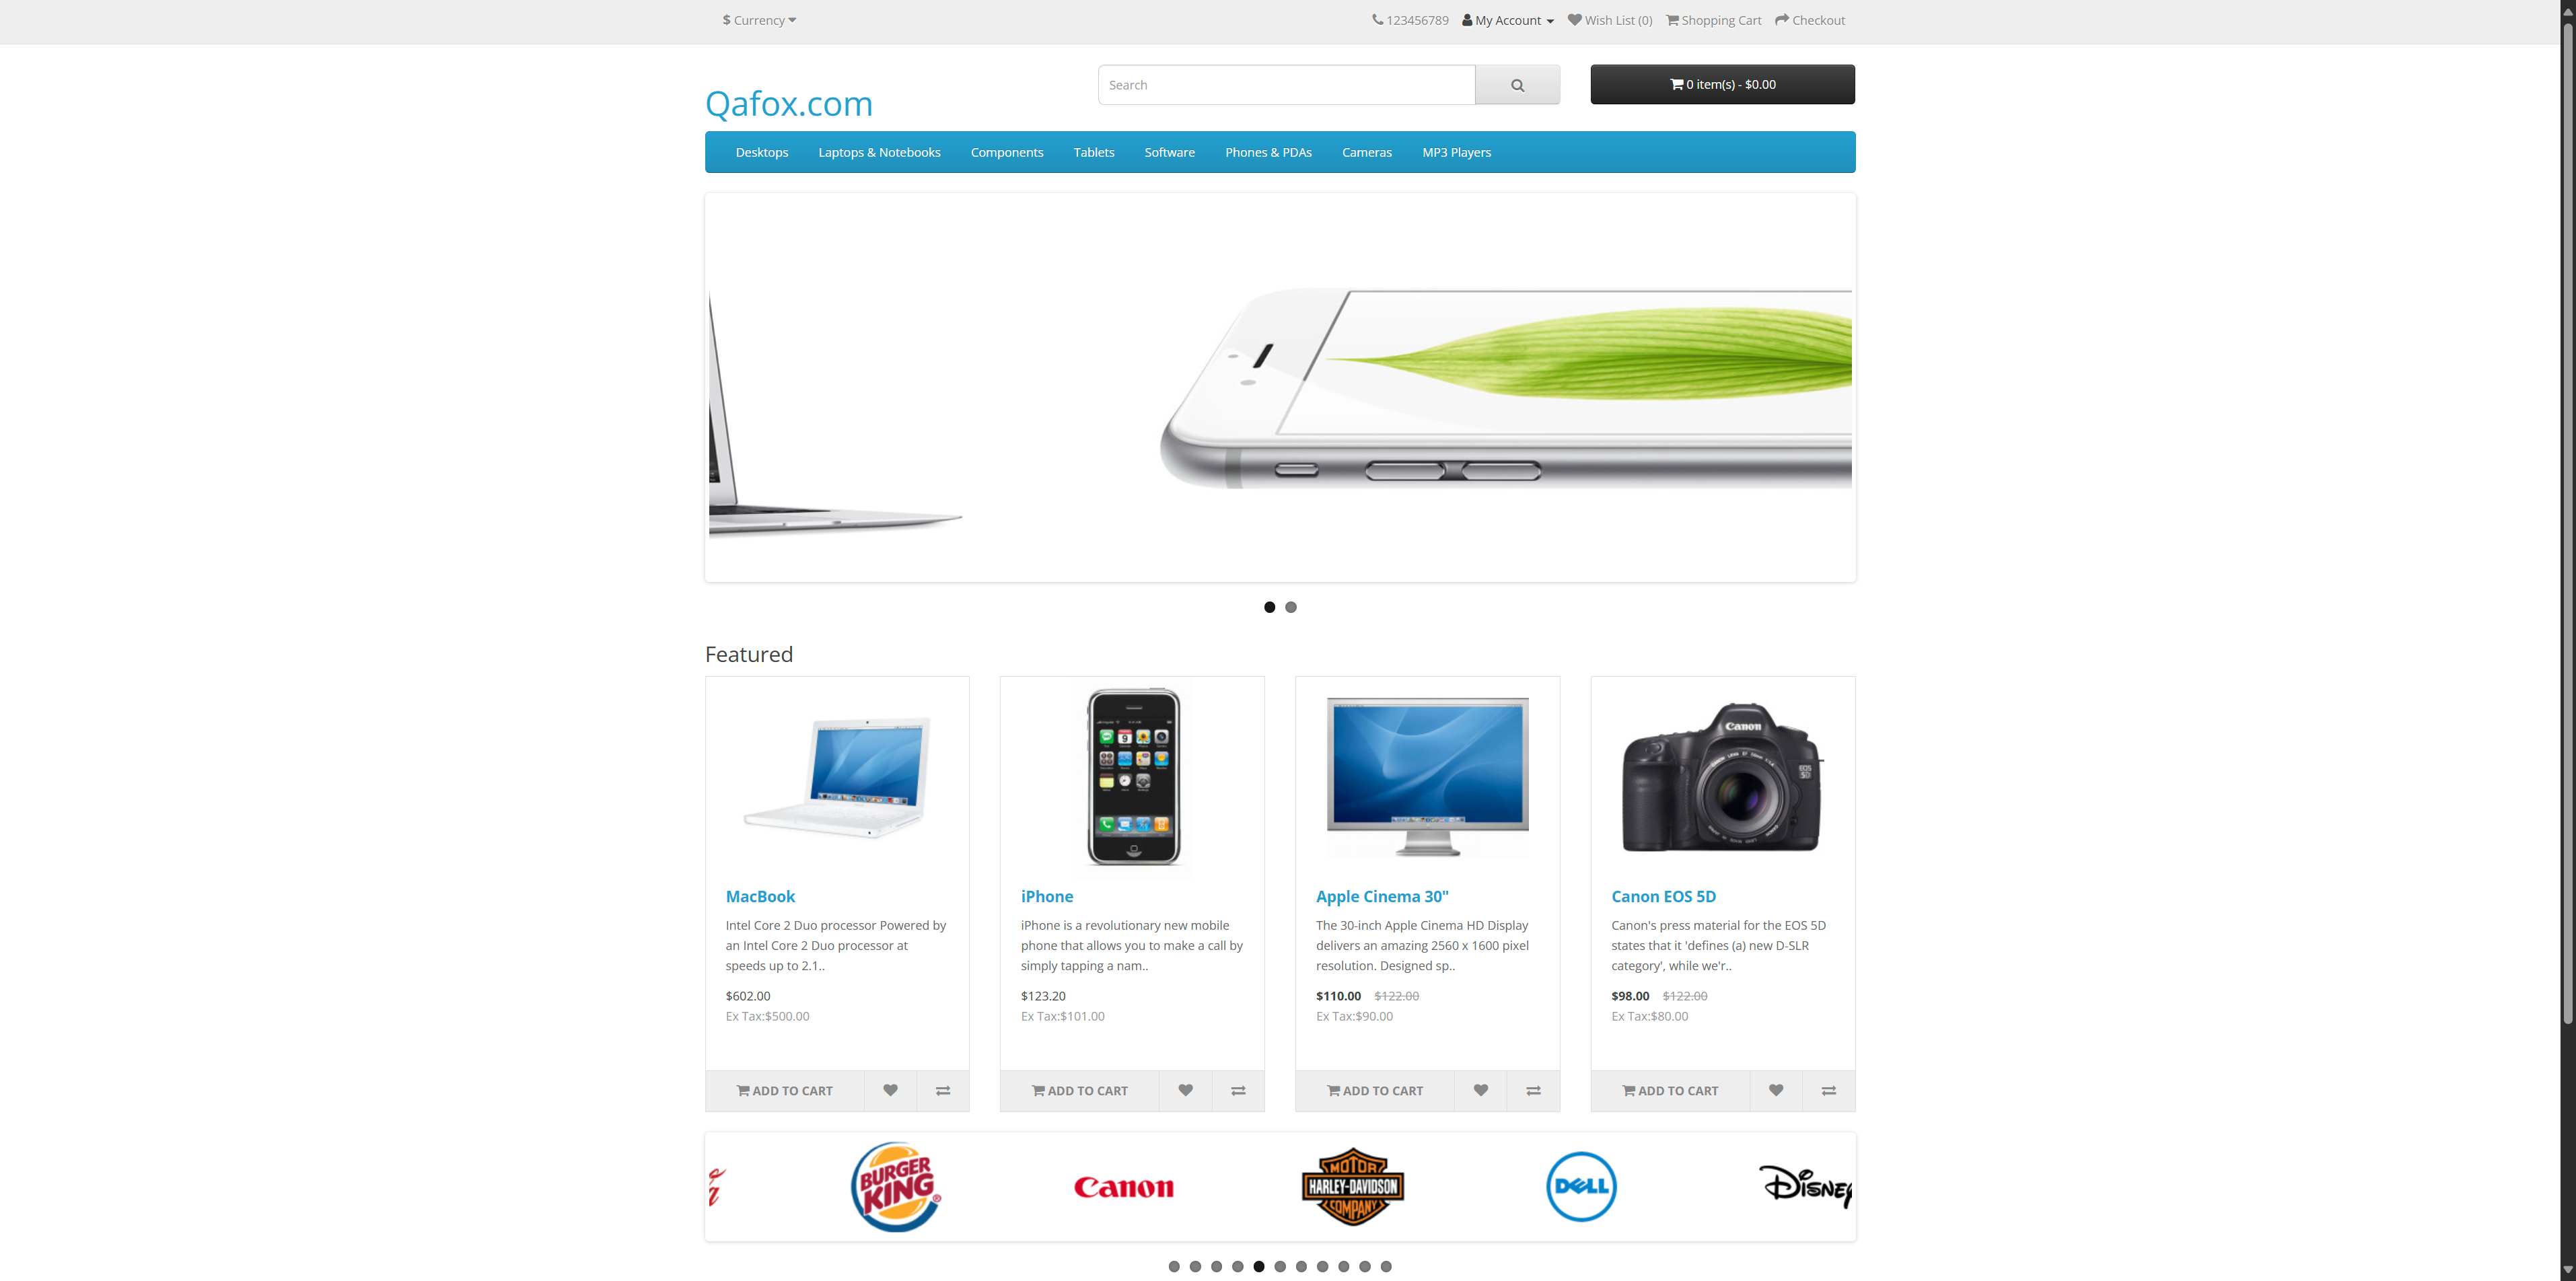 $ Currency
123456789 My Account Wish List (0) Shopping Cart Checkout
Qafox.com
Search
0 item(s) - $0.00
Desktops Laptops & Notebooks Components Tablets Software Phones & PDAs Cameras MP3 Players
Featured
Canon
EOS
5D
MacBook
Intel Core 2 Duo processor Powered by
an Intel Core 2 Duo processor at
speeds up to 2.1..
$602.00
Ex Tax:$500.00
ADD TO CART
iPhone
iPhone is a revolutionary new mobile
phone that allows you to make a call by
simply tapping a nam..
$123.20
Ex Tax:$101.00
ADD TO CART
Apple Cinema 30"
The 30-inch Apple Cinema HD Display
delivers an amazing 2560 x 1600 pixel
resolution. Designed sp..
$110.00 $122.00
Ex Tax:$90.00
ADD TO CART
Canon EOS 5D
Canon's press material for the EOS 5D
states that it 'defines (a) new D-SLR
category', while we'r..
$98.00 $122.00
Ex Tax:$80.00
ADD TO CART
BURGER
KING
Canon
MOTOR
HARLEY-DAVIDSON
COMPANY
DELL
Disney